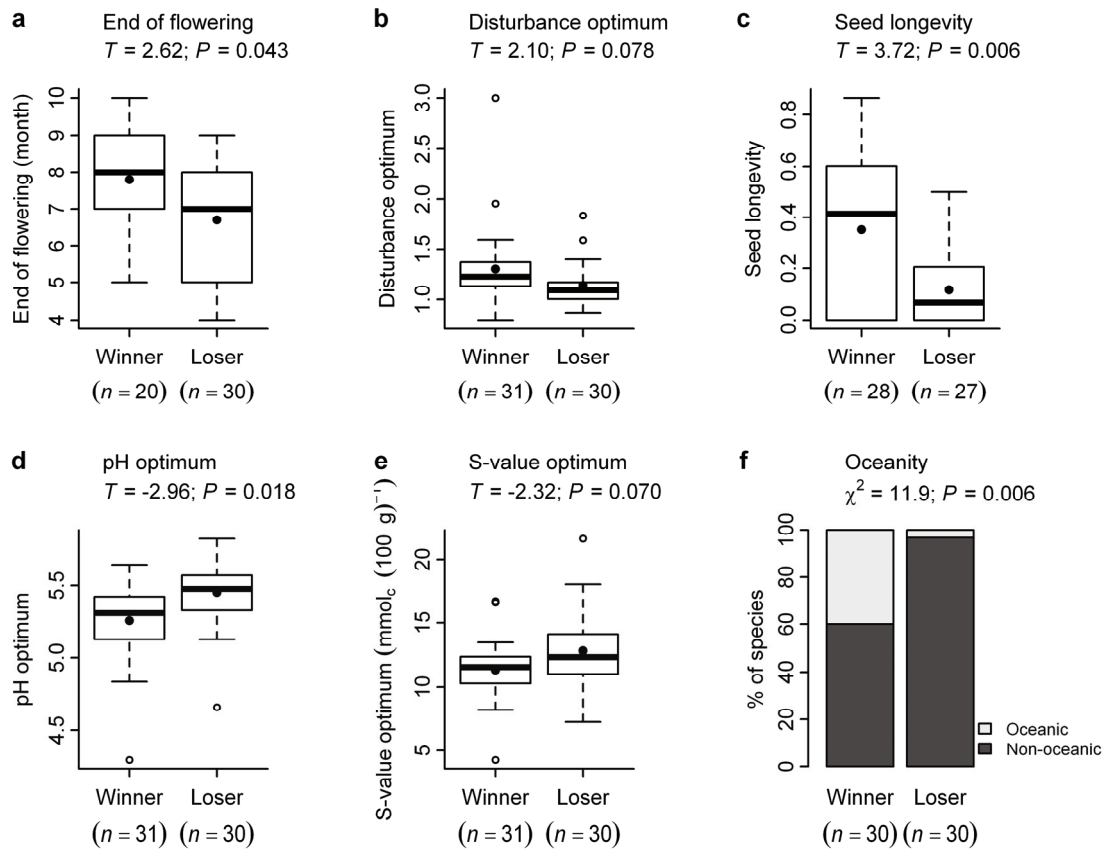 a End of flowering
T = 2.62; P = 0.043
End of flowering (month)
10
9
8
7
6
5
4
Winner Loser
(n = 20) (n = 30)
b Disturbance optimum
T = 2.10; P = 0.078
Disturbance optimum
3.0
2.5
2.0
1.5
1.0
Winner Loser
(n = 31) (n = 30)
c Seed longevity
T = 3.72; P = 0.006
Seed longevity
0.8
0.6
0.4
0.2
0.0
Winner Loser
(n = 28) (n = 27)
d pH optimum
T = -2.96; P = 0.018
pH optimum
5.5
5.0
4.5
Winner Loser
(n = 31) (n = 30)
e S-value optimum
T = -2.32; P = 0.070
S-value optimum (mmol_c (100 g)⁻¹)
20
15
10
5
Winner Loser
(n = 31) (n = 30)
f Oceanity
χ² = 11.9; P = 0.006
% of species
100
80
60
40
20
0
Oceanic
Non-oceanic
Winner Loser
(n = 30) (n = 30)